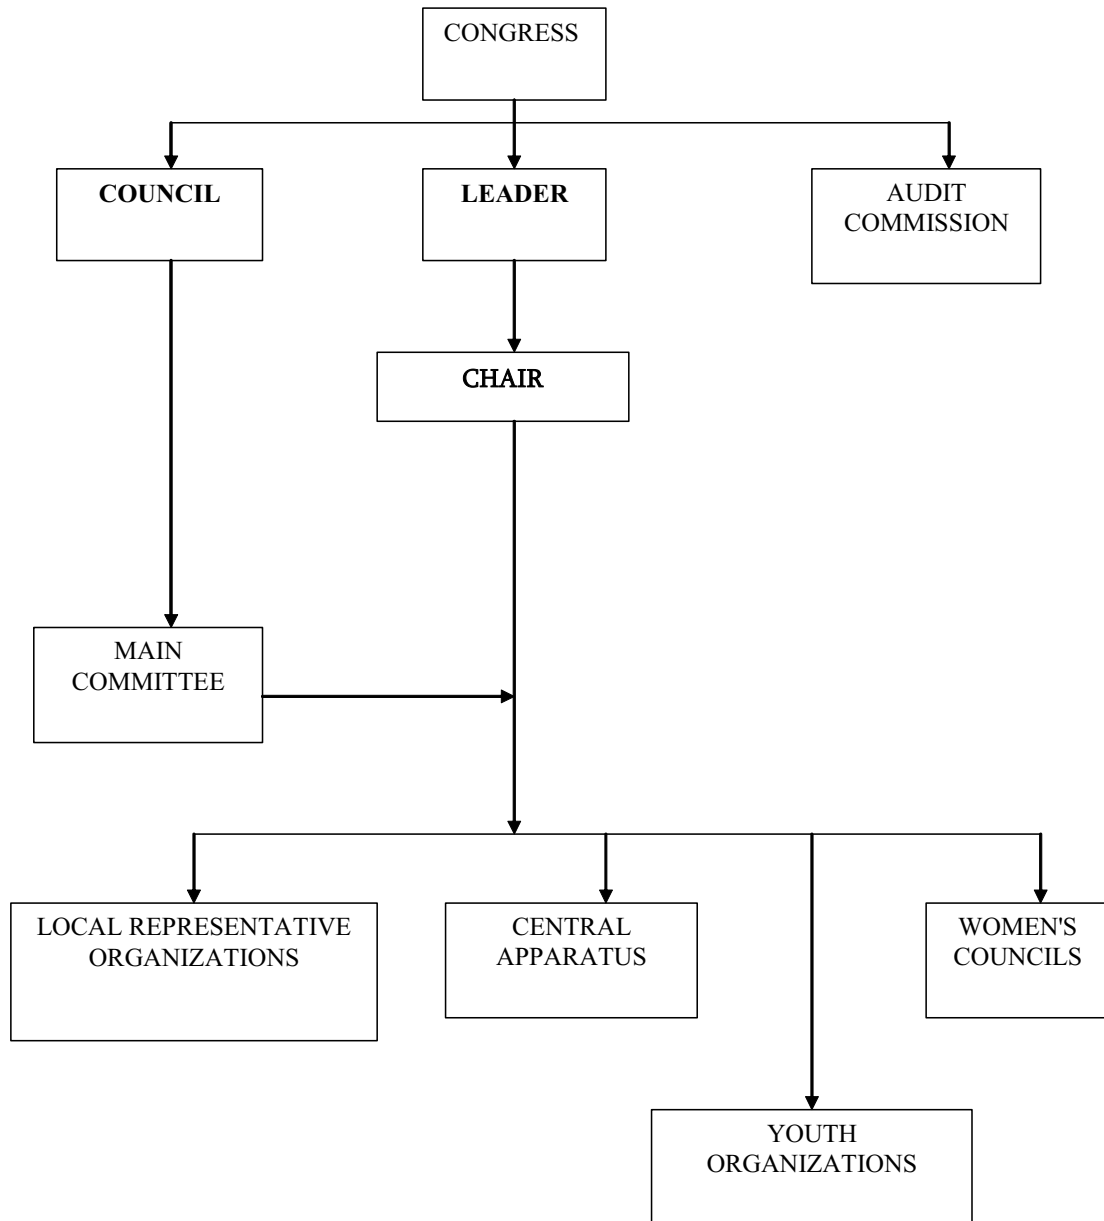 CONGRESS
COUNCIL
LEADER
AUDIT
COMMISSION
CHAIR
MAIN
COMMITTEE
LOCAL REPRESENTATIVE
ORGANIZATIONS
CENTRAL
APPARATUS
WOMEN'S
COUNCILS
YOUTH
ORGANIZATIONS